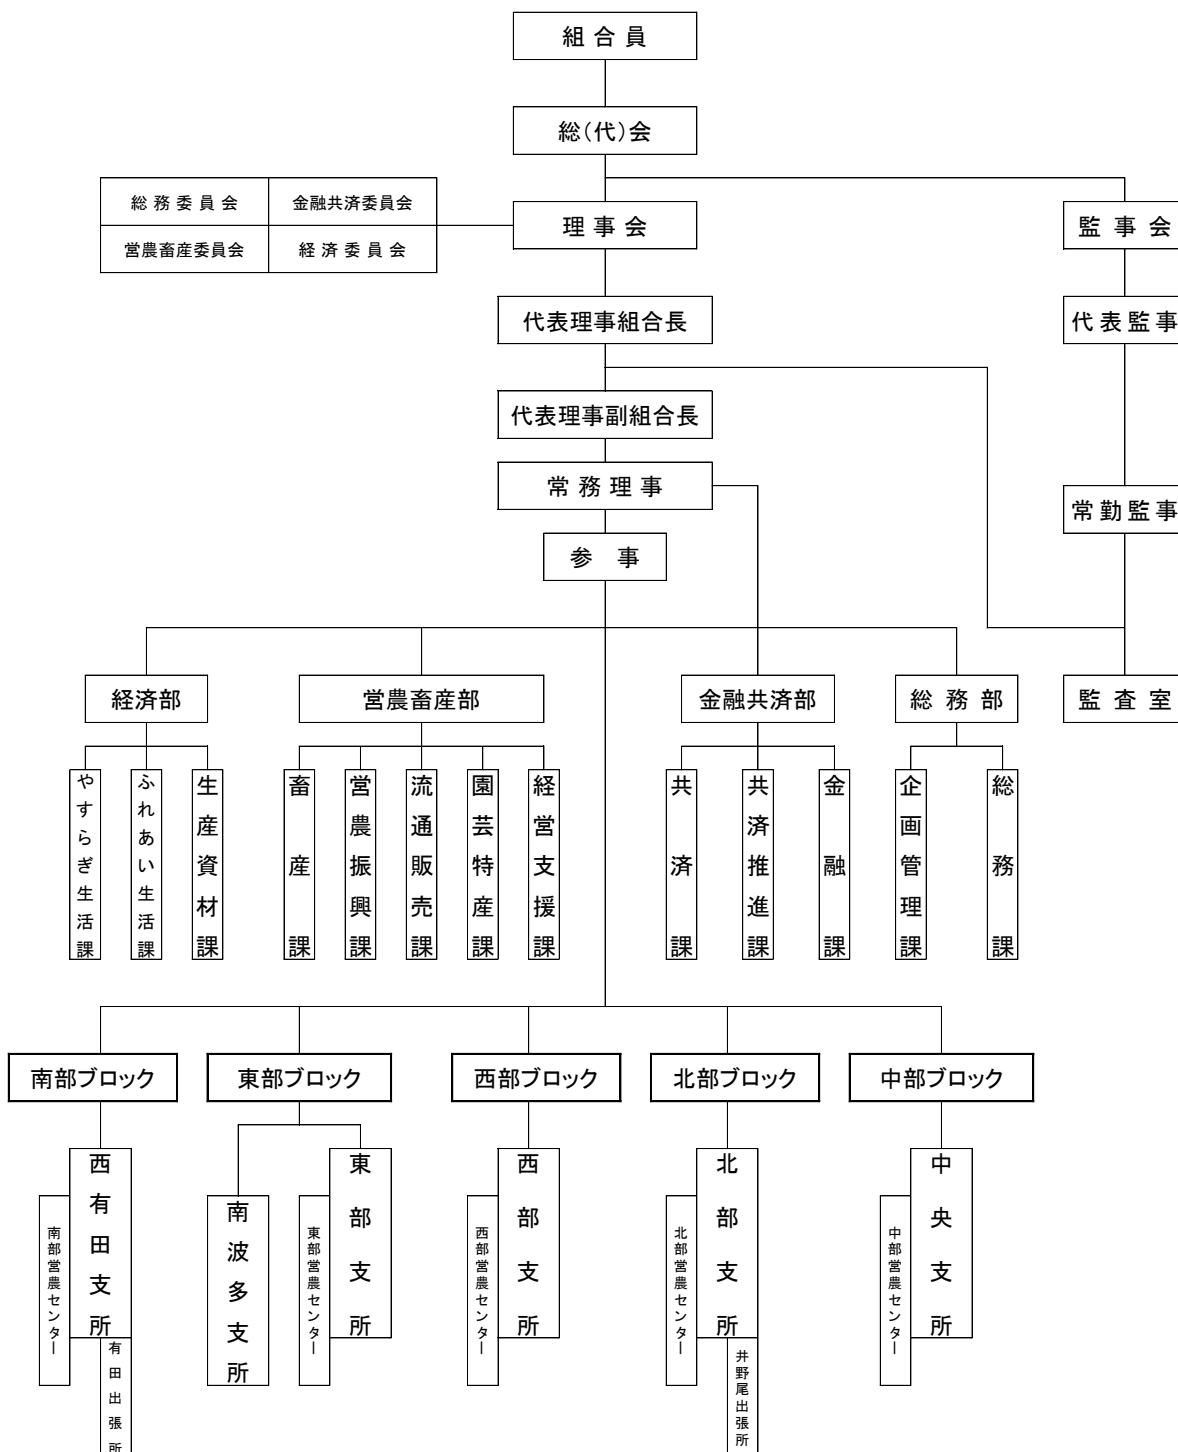 組合員
総(代)会
総務委員会
金融共済委員会
営農畜産委員会
経済委員会
理事会
監事会
代表理事組合長
代表監事
代表理事副組合長
常務理事
常勤監事
参事
経済部
営農畜産部
金融共済部
総務部
監査室
やすらぎ生活課
ふれあい生活課
生産資材課
畜産課
営農振興課
流通販売課
園芸特産課
経営支援課
共済課
共済推進課
金融課
企画管理課
総務課
南部ブロック
東部ブロック
西部ブロック
北部ブロック
中部ブロック
南部営農センター
西有田支所
有田出張所
南波多支所
東部営農センター
東部支所
西部営農センター
西部支所
北部営農センター
北部支所
井野尾出張所
中部営農センター
中央支所